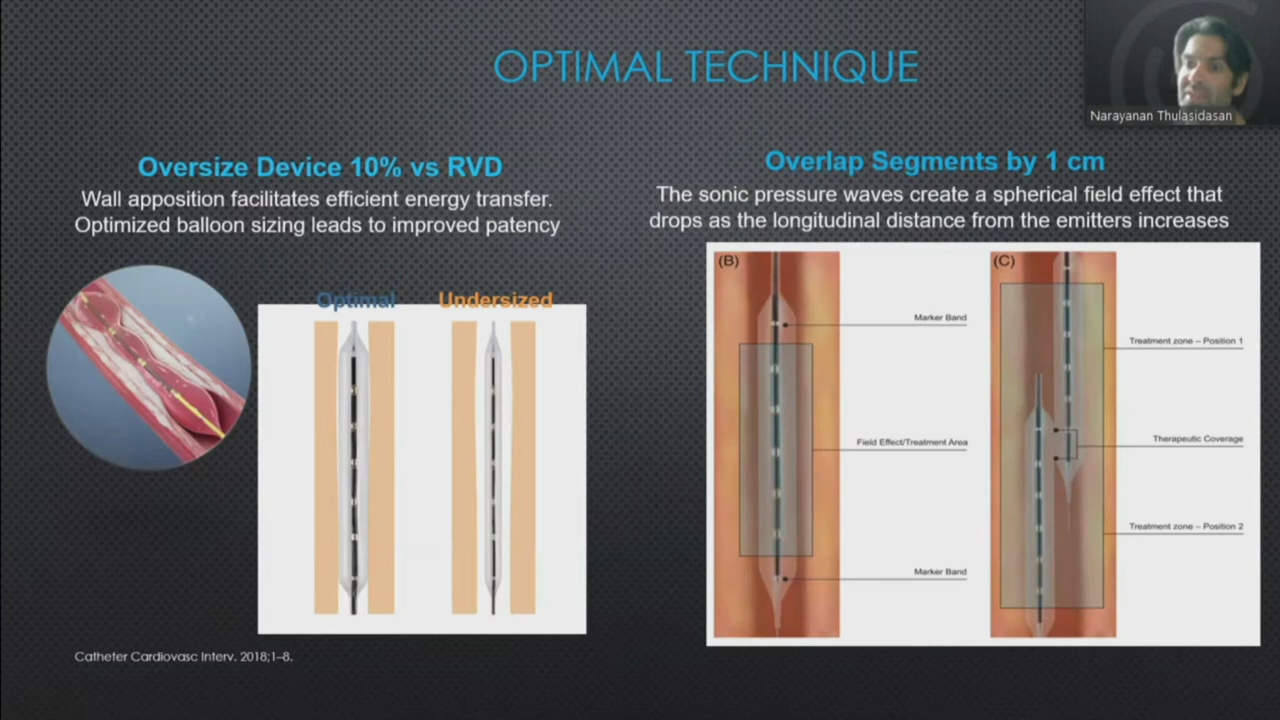 OPTIMAL TECHNIQUE
Narayanan Thulasidasan
Oversize Device 10% vs RVD
Wall apposition facilitates efficient energy transfer.
Optimized balloon sizing leads to improved patency
Optimal
Undersized
Catheter Cardiovasc Interv. 2018;1–8.
Overlap Segments by 1 cm
The sonic pressure waves create a spherical field effect that
drops as the longitudinal distance from the emitters increases
(B)
Marker Band
Field Effect/Treatment Area
Marker Band
(C)
Treatment zone – Position 1
Therapeutic Coverage
Treatment zone – Position 2